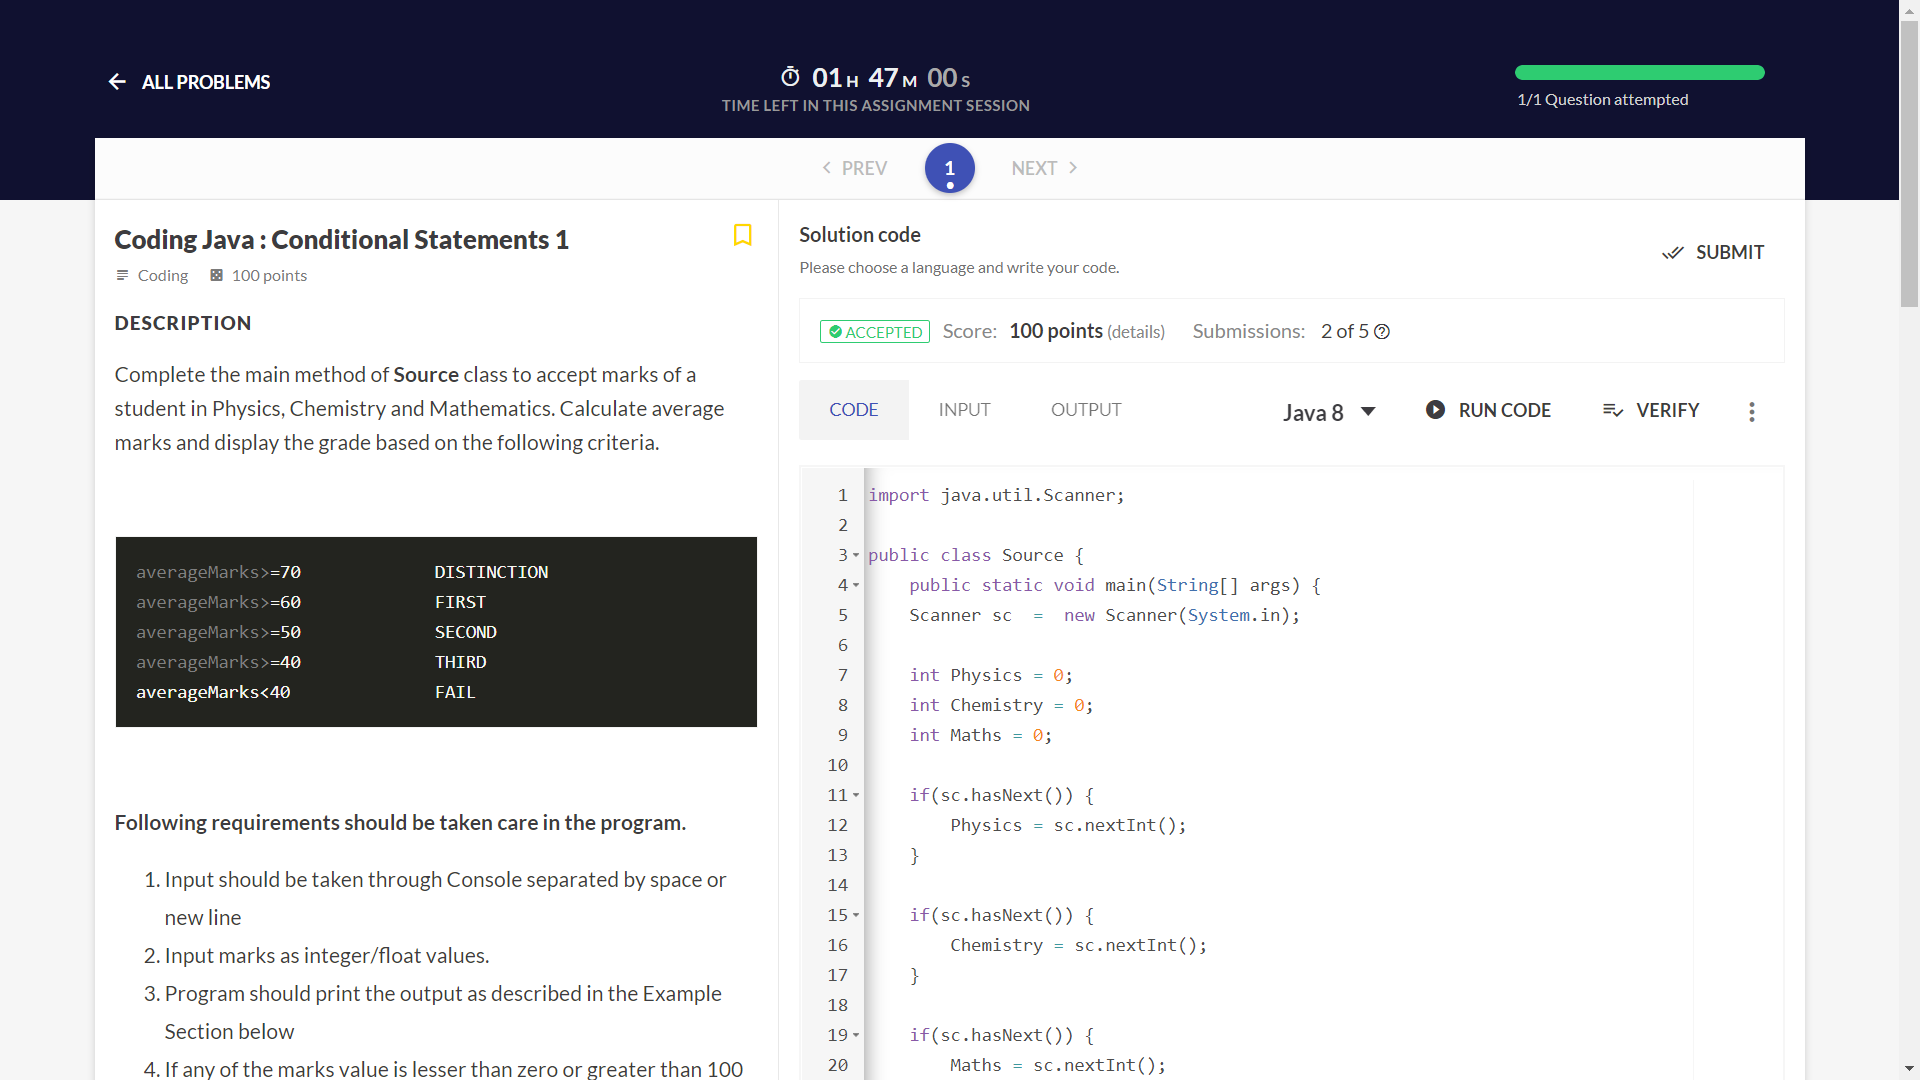 ALL PROBLEMS
01 H 47 M 00 S
TIME LEFT IN THIS ASSIGNMENT SESSION
1/1 Question attempted
PREV
1
NEXT
Coding Java : Conditional Statements 1
Coding 100 points
DESCRIPTION
Complete the main method of Source class to accept marks of a
student in Physics, Chemistry and Mathematics. Calculate average
marks and display the grade based on the following criteria.
averageMarks>=70 DISTINCTION
averageMarks>=60 FIRST
averageMarks>=50 SECOND
averageMarks>=40 THIRD
averageMarks<40 FAIL
Following requirements should be taken care in the program.
1. Input should be taken through Console separated by space or
new line
2. Input marks as integer/float values.
3. Program should print the output as described in the Example
Section below
4. If any of the marks value is lesser than zero or greater than 100
Solution code
Please choose a language and write your code.
SUBMIT
ACCEPTED Score: 100 points (details) Submissions: 2 of 5
CODE INPUT OUTPUT Java 8 RUN CODE VERIFY
1 import java.util.Scanner;
2
3 public class Source {
4 public static void main(String[] args) {
5 Scanner sc = new Scanner(System.in);
6
7 int Physics = 0;
8 int Chemistry = 0;
9 int Maths = 0;
10
11 if(sc.hasNext()) {
12 Physics = sc.nextInt();
13 }
14
15 if(sc.hasNext()) {
16 Chemistry = sc.nextInt();
17 }
18
19 if(sc.hasNext()) {
20 Maths = sc.nextInt();